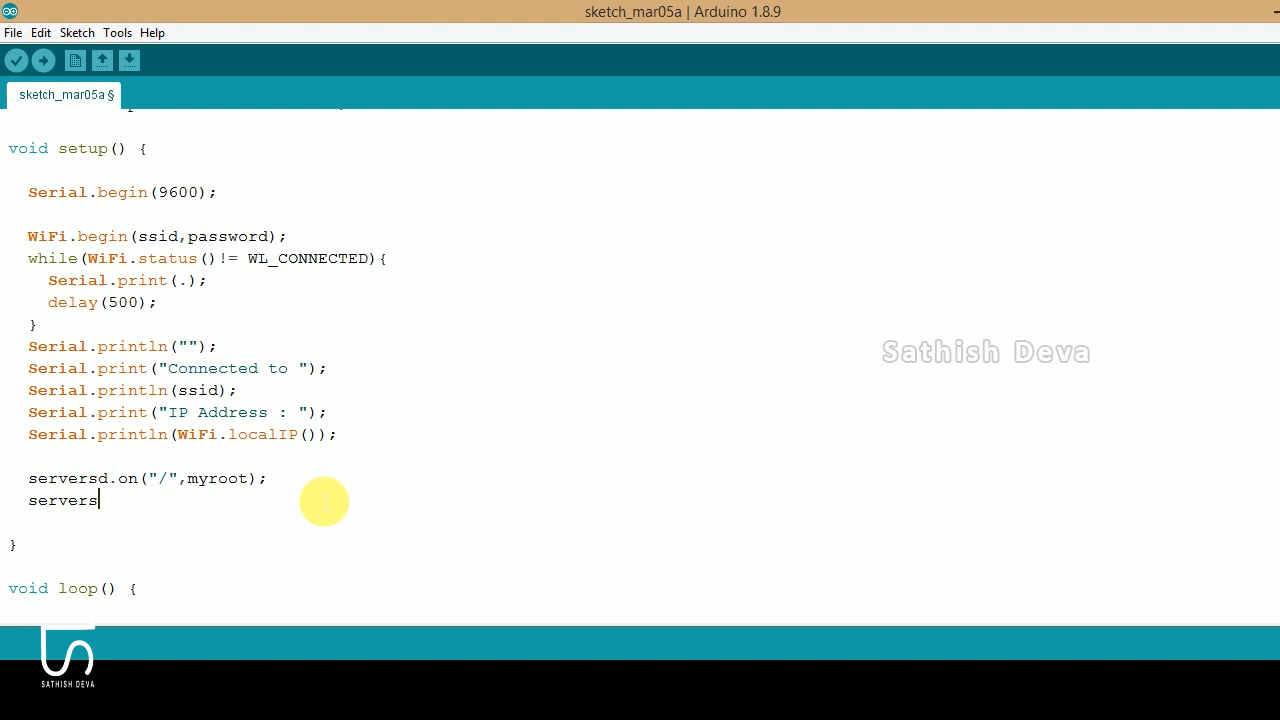 sketch_mar05a | Arduino 1.8.9
File Edit Sketch Tools Help
sketch_mar05a §
void setup() {
Serial.begin(9600);
WiFi.begin(ssid,password);
while(WiFi.status()!= WL_CONNECTED){
Serial.print(.);
delay(500);
}
Serial.println("");
Serial.print("Connected to ");
Serial.println(ssid);
Serial.print("IP Address : ");
Serial.println(WiFi.localIP());
serversd.on("/",myroot);
servers
}
void loop() {
Sathish Deva
SATHISH DEVA